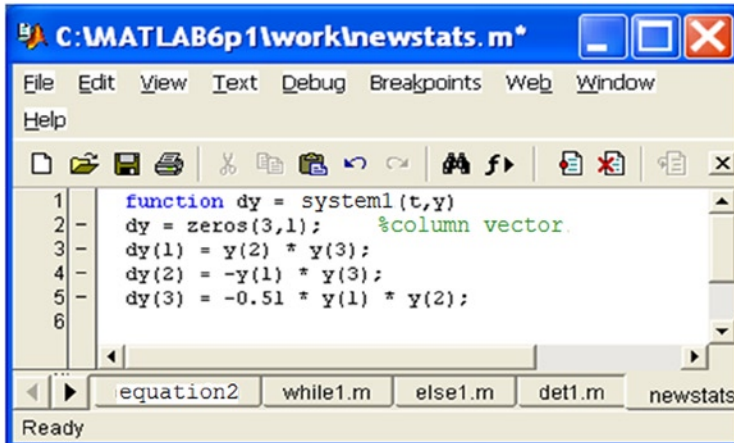 C:\MATLAB6p1\work\newstats.m*
File Edit View Text Debug Breakpoints Web Window
Help
1 function dy = system1(t,y)
2 - dy = zeros(3,1); %column vector
3 - dy(1) = y(2) * y(3);
4 - dy(2) = -y(1) * y(3);
5 - dy(3) = -0.51 * y(1) * y(2);
6
equation2 while1.m else1.m det1.m newstats
Ready